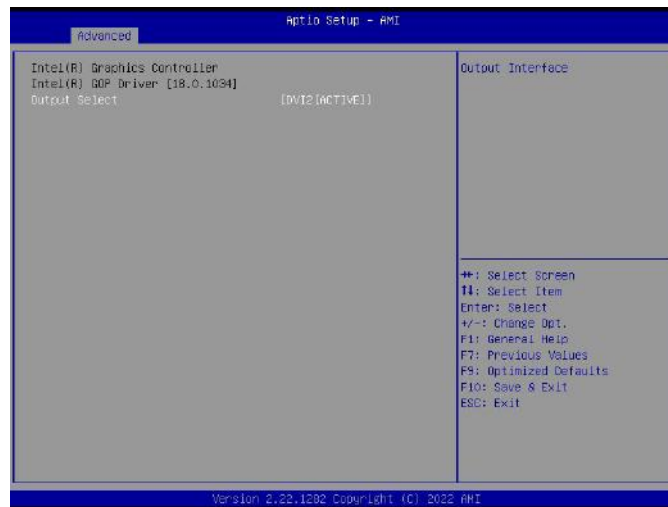 Aptio Setup - AMI
Advanced
Intel(R) Graphics Controller
Intel(R) GOP Driver [18.0.1034]
Output Select [DVI2[ACTIVE]]
Output Interface
→←: Select Screen
↑↓: Select Item
Enter: Select
+/-: Change Opt.
F1: General Help
F7: Previous Values
F9: Optimized Defaults
F10: Save & Exit
ESC: Exit
Version 2.22.1282 Copyright (C) 2022 AMI